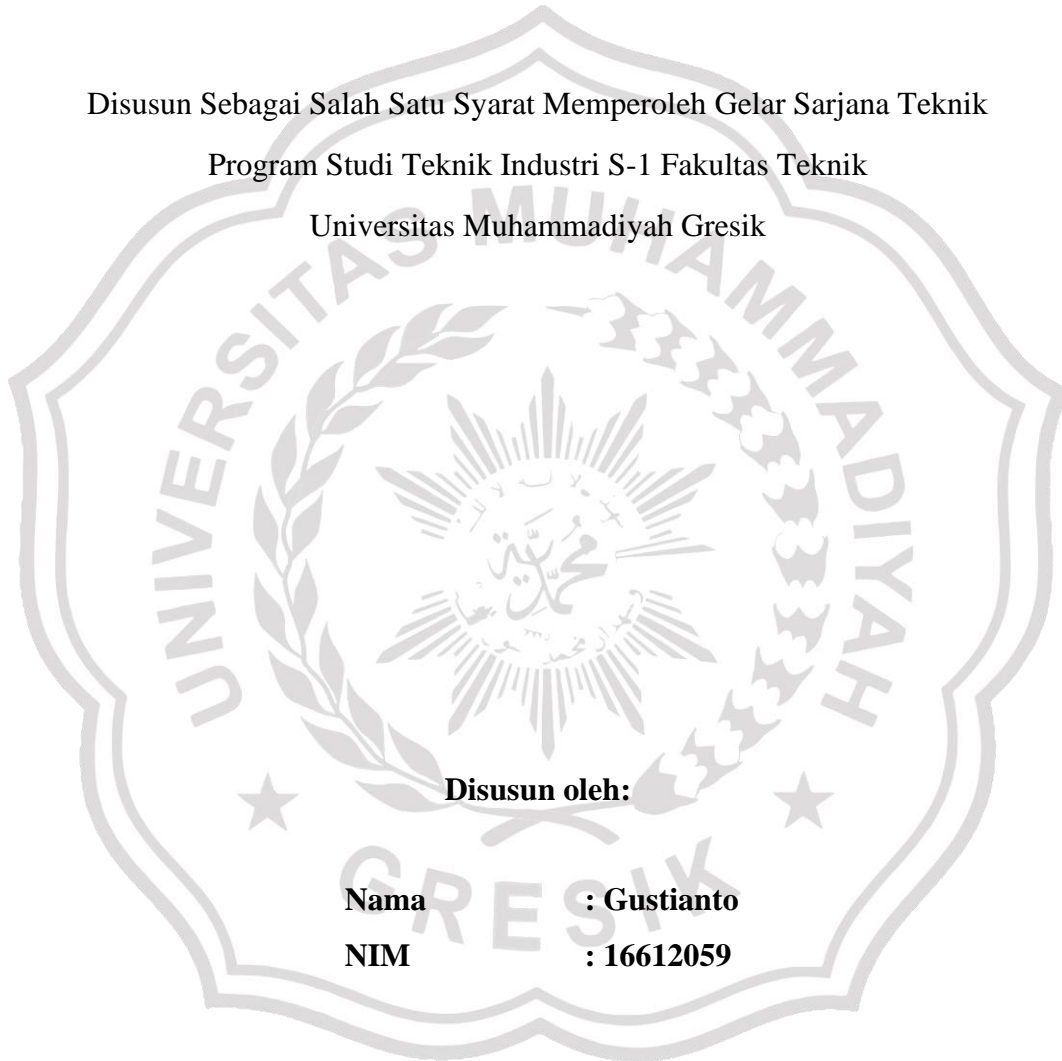 Disusun Sebagai Salah Satu Syarat Memperoleh Gelar Sarjana Teknik
Program Studi Teknik Industri S-1 Fakultas Teknik
Universitas Muhammadiyah Gresik
UNIVERSITAS MUHAMMADIYAH
محمد
Disusun oleh:
GRESIK
Nama : Gustianto
NIM : 16612059